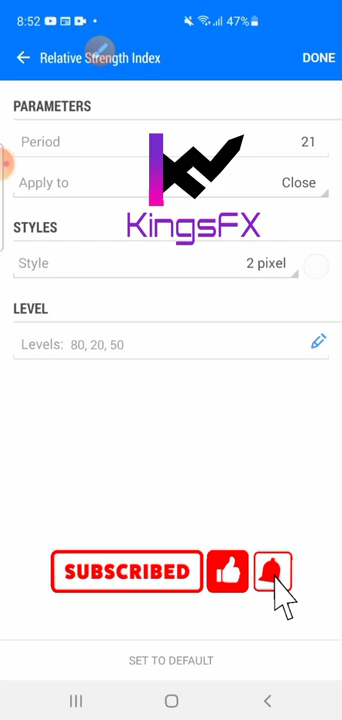 8:52
47%
Relative Strength Index
DONE
PARAMETERS
Period 21
Apply to Close
KingsFX
STYLES
Style 2 pixel
LEVEL
Levels: 80, 20, 50
SUBSCRIBED
SET TO DEFAULT